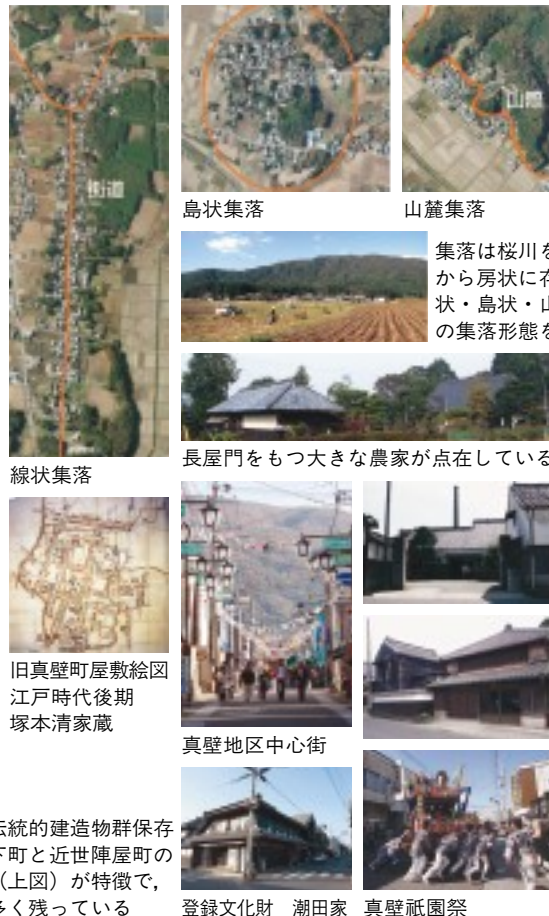 街道
山麓
島状集落
山麓集落
集落は桜川を
から房状に存
状・島状・山
の集落形態を
線状集落
長屋門をもつ大きな農家が点在している
旧真壁町屋敷絵図
江戸時代後期
塚本清家蔵
真壁地区中心街
伝統的建造物群保存
下町と近世陣屋町の
（上図）が特徴で，
多く残っている
登録文化財　潮田家
真壁祇園祭